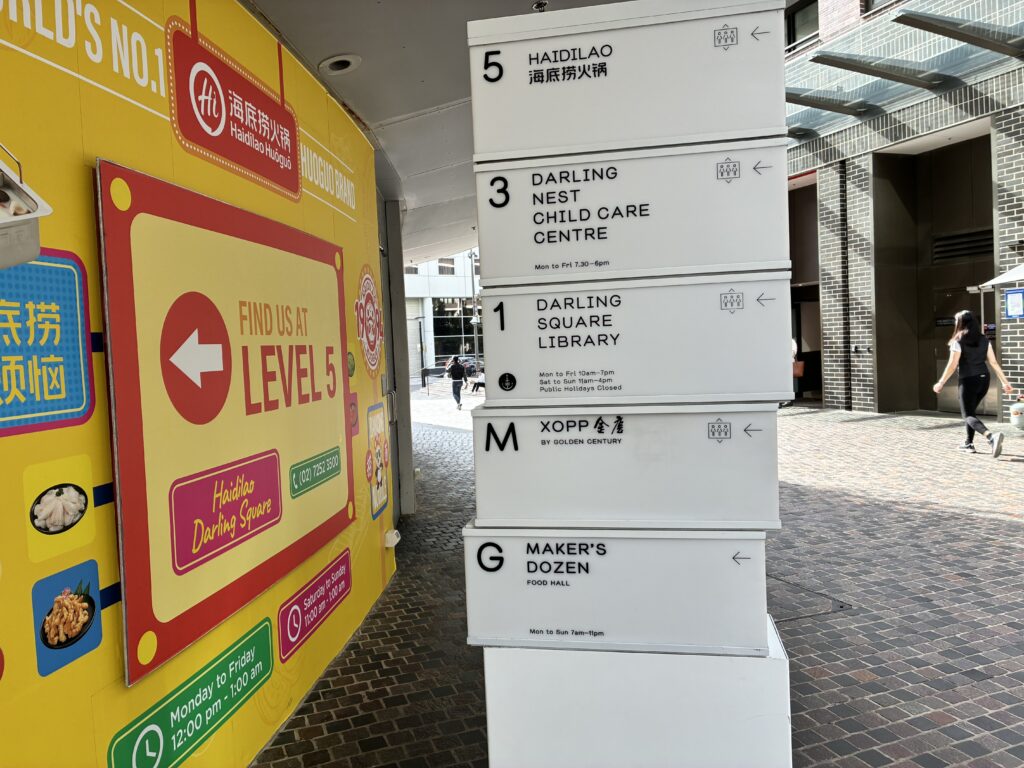 WORLD'S NO.1
HUOGUO BRAND
Hi
海底捞火锅
Haidilao Huǒguō
FIND US AT
LEVEL 5
(02) 7252 3500
Haidilao
Darling Square
1994
底捞
烦恼
Saturday to Sunday
11:00 am - 1:00 am
Monday to Friday
12:00 pm - 1:00 am
5
HAIDILAO
海底捞火锅
3
DARLING
NEST
CHILD CARE
CENTRE
Mon to Fri 7.30–6pm
1
DARLING
SQUARE
LIBRARY
Mon to Fri 10am–7pm
Sat to Sun 11am–4pm
Public Holidays Closed
M
XOPP 金唐
BY GOLDEN CENTURY
G
MAKER'S
DOZEN
FOOD HALL
Mon to Sun 7am–11pm